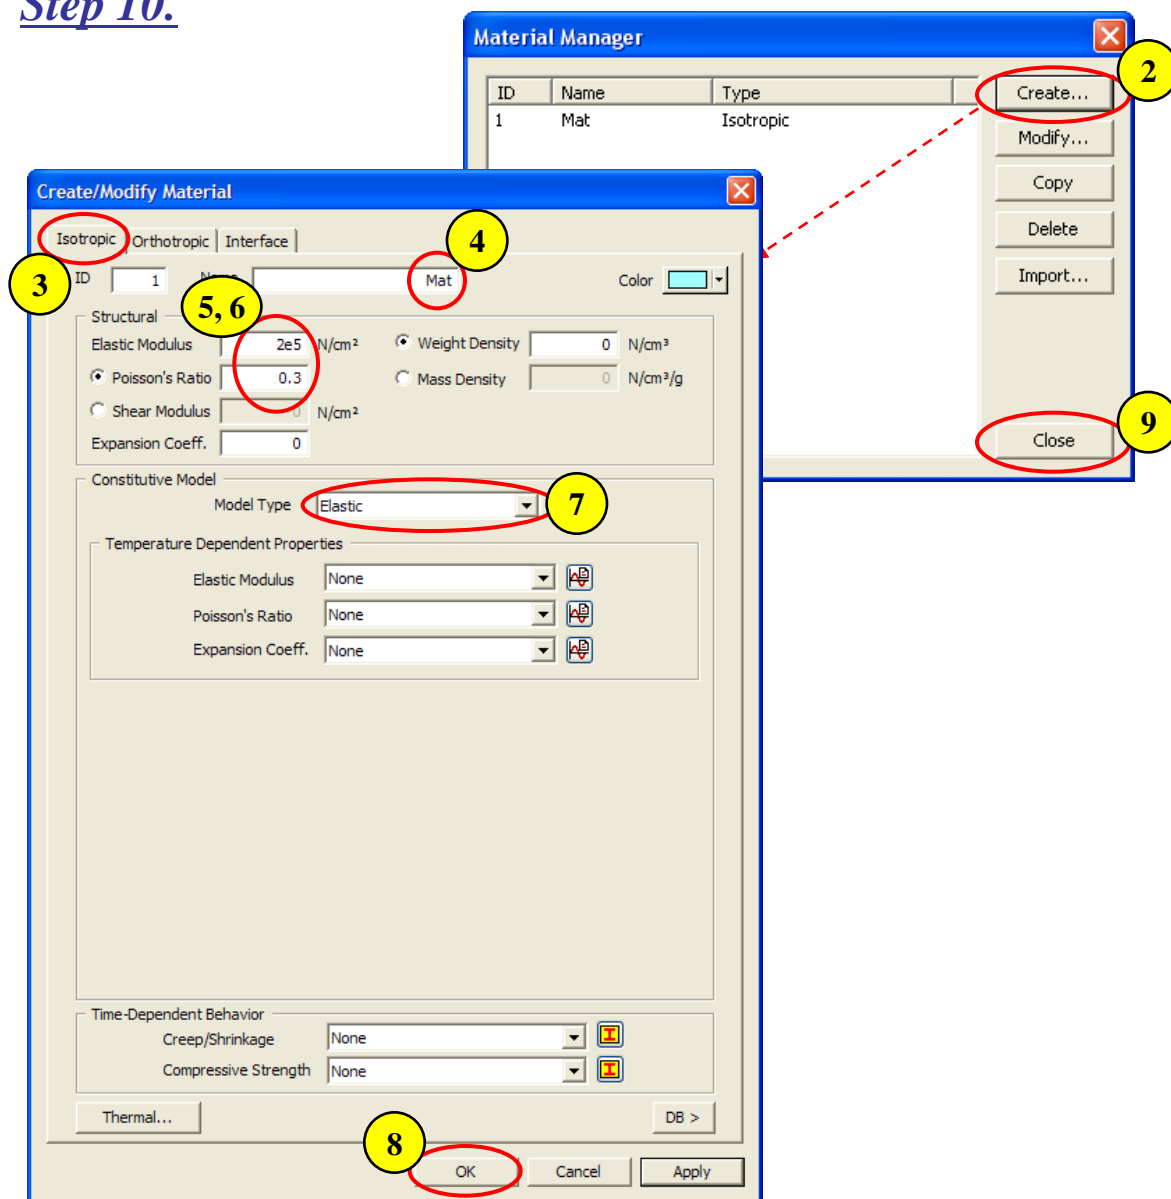 Step 10.
Material Manager
2
ID Name Type
Create...
1 Mat Isotropic
Modify...
Copy
Delete
Import...
9
Close
Create/Modify Material
Isotropic Orthotropic Interface
4
3
ID 1 Name Mat Color
5, 6
Structural
Elastic Modulus 2e5 N/cm² Weight Density 0 N/cm³
Poisson's Ratio 0.3 Mass Density 0 N/cm³/g
Shear Modulus 0 N/cm²
Expansion Coeff. 0
Constitutive Model
Model Type Elastic
7
Temperature Dependent Properties
Elastic Modulus None
Poisson's Ratio None
Expansion Coeff. None
Time-Dependent Behavior
Creep/Shrinkage None
Compressive Strength None
Thermal... DB >
8
OK Cancel Apply